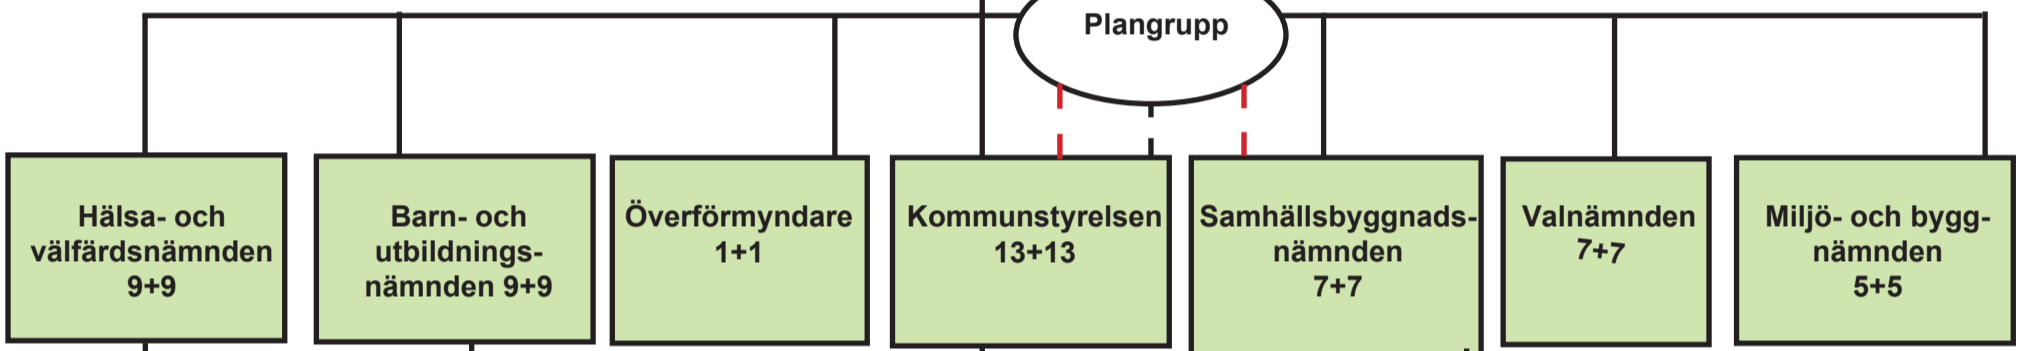 Plangrupp
Hälsa- och
välfärdsnämnden
9+9
Barn- och
utbildnings-
nämnden 9+9
Överförmyndare
1+1
Kommunstyrelsen
13+13
Samhällsbyggnads-
nämnden
7+7
Valnämnden
7+7
Miljö- och bygg-
nämnden
5+5